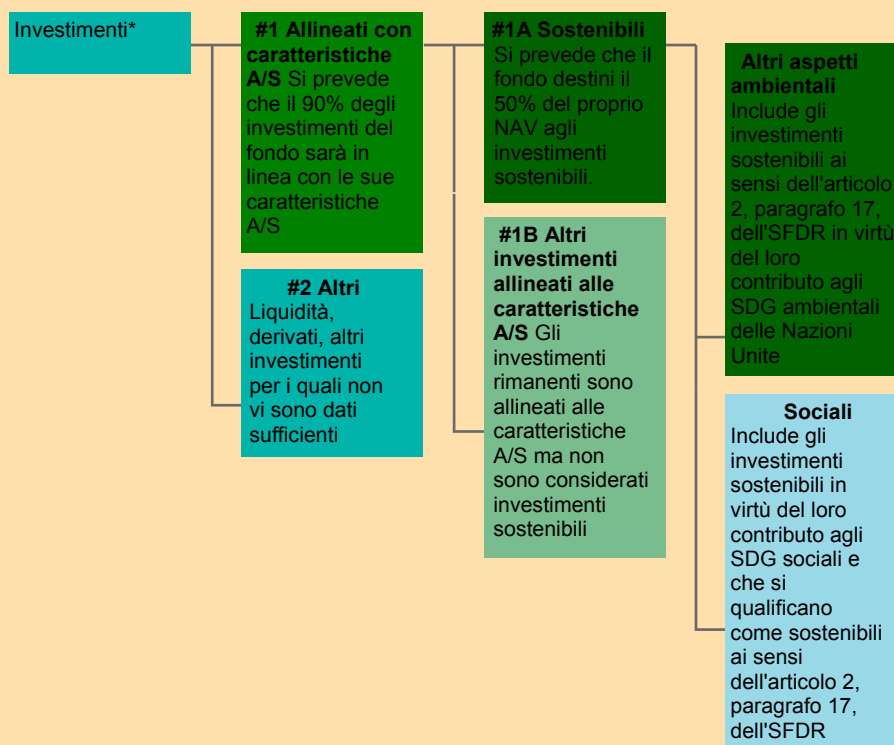 Investimenti*
#1 Allineati con
caratteristiche
A/S Si prevede
che il 90% degli
investimenti del
fondo sarà in
linea con le sue
caratteristiche
A/S
#2 Altri
Liquidità,
derivati, altri
investimenti
per i quali non
vi sono dati
sufficienti
#1A Sostenibili
Si prevede che il
fondo destini il
50% del proprio
NAV agli
investimenti
sostenibili.
#1B Altri
investimenti
allineati alle
caratteristiche
A/S Gli
investimenti
rimanenti sono
allineati alle
caratteristiche
A/S ma non
sono considerati
investimenti
sostenibili
Altri aspetti
ambientali
Include gli
investimenti
sostenibili ai
sensi dell'articolo
2, paragrafo 17,
dell'SFDR in virtù
del loro
contributo agli
SDG ambientali
delle Nazioni
Unite
Sociali
Include gli
investimenti
sostenibili in
virtù del loro
contributo agli
SDG sociali e
che si
qualificano
come sostenibili
ai sensi
dell'articolo 2,
paragrafo 17,
dell'SFDR